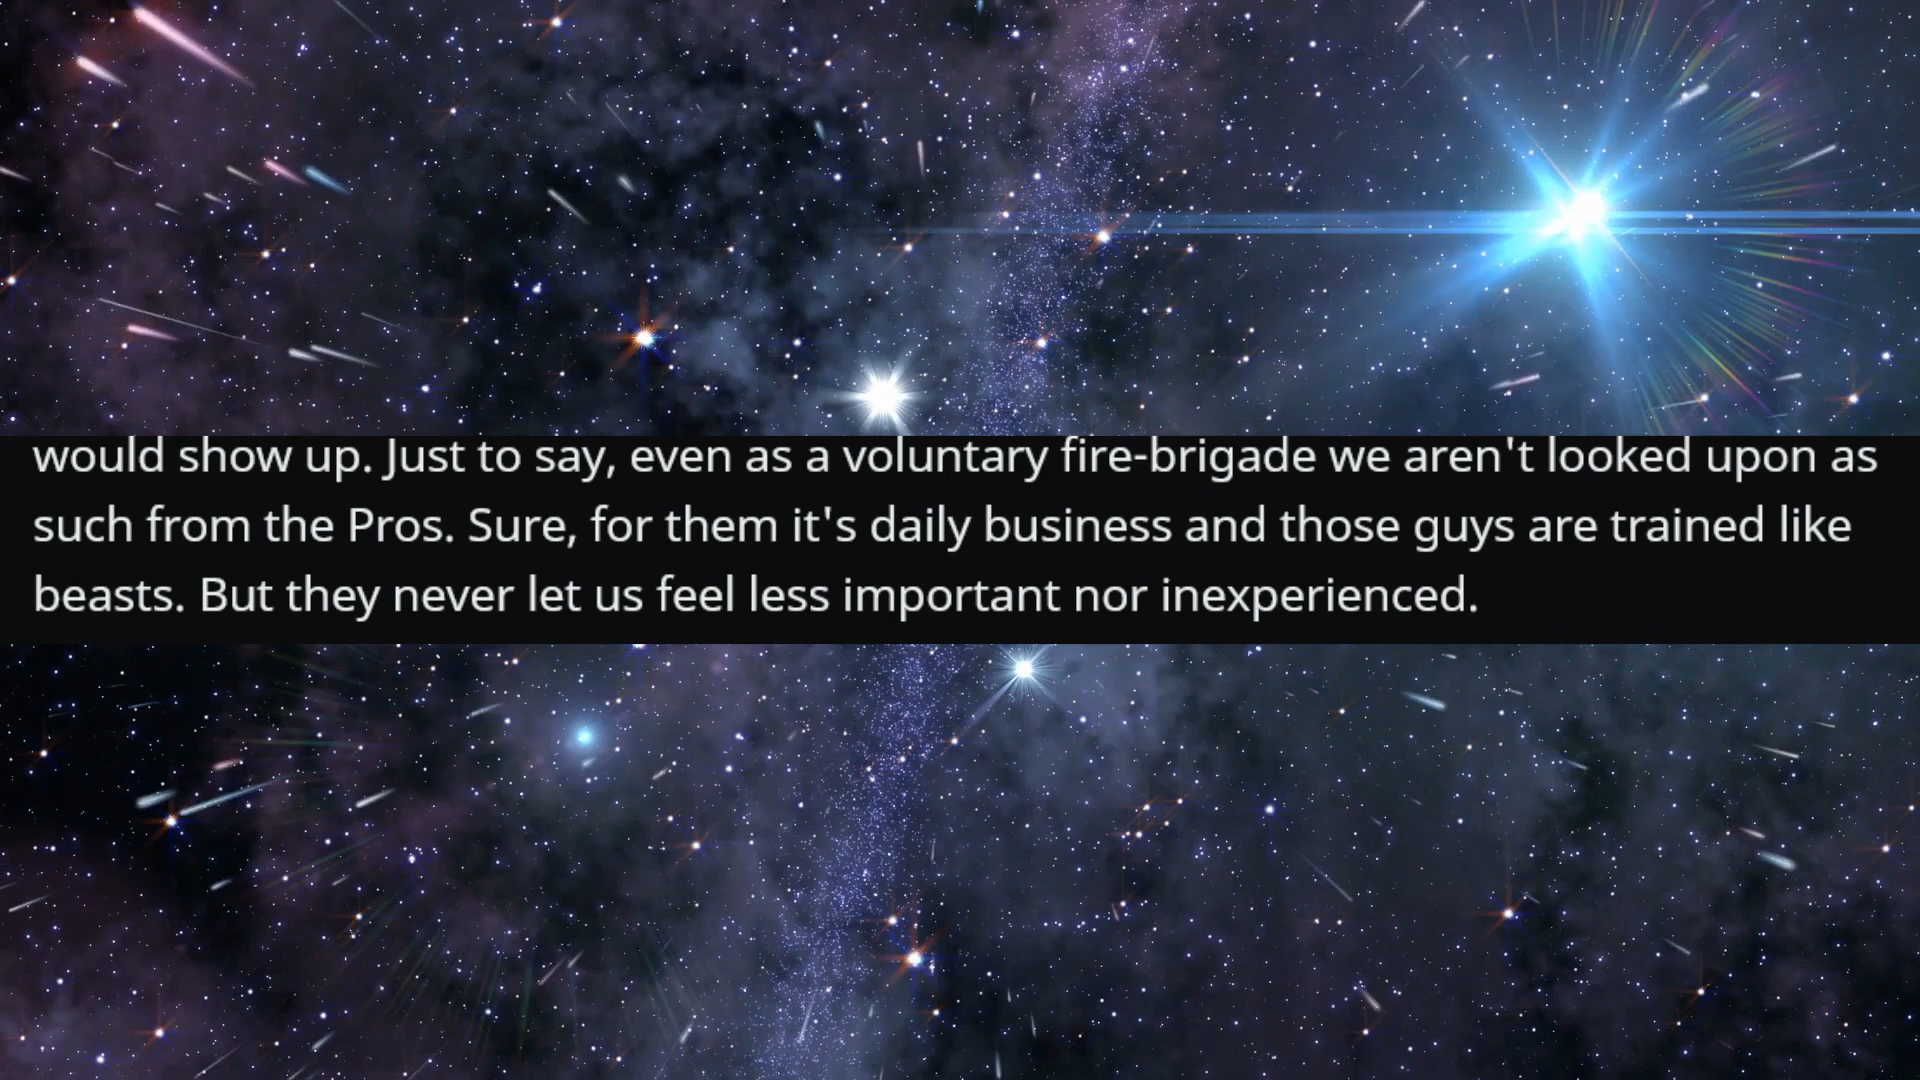 would show up. Just to say, even as a voluntary fire-brigade we aren't looked upon as
such from the Pros. Sure, for them it's daily business and those guys are trained like
beasts. But they never let us feel less important nor inexperienced.